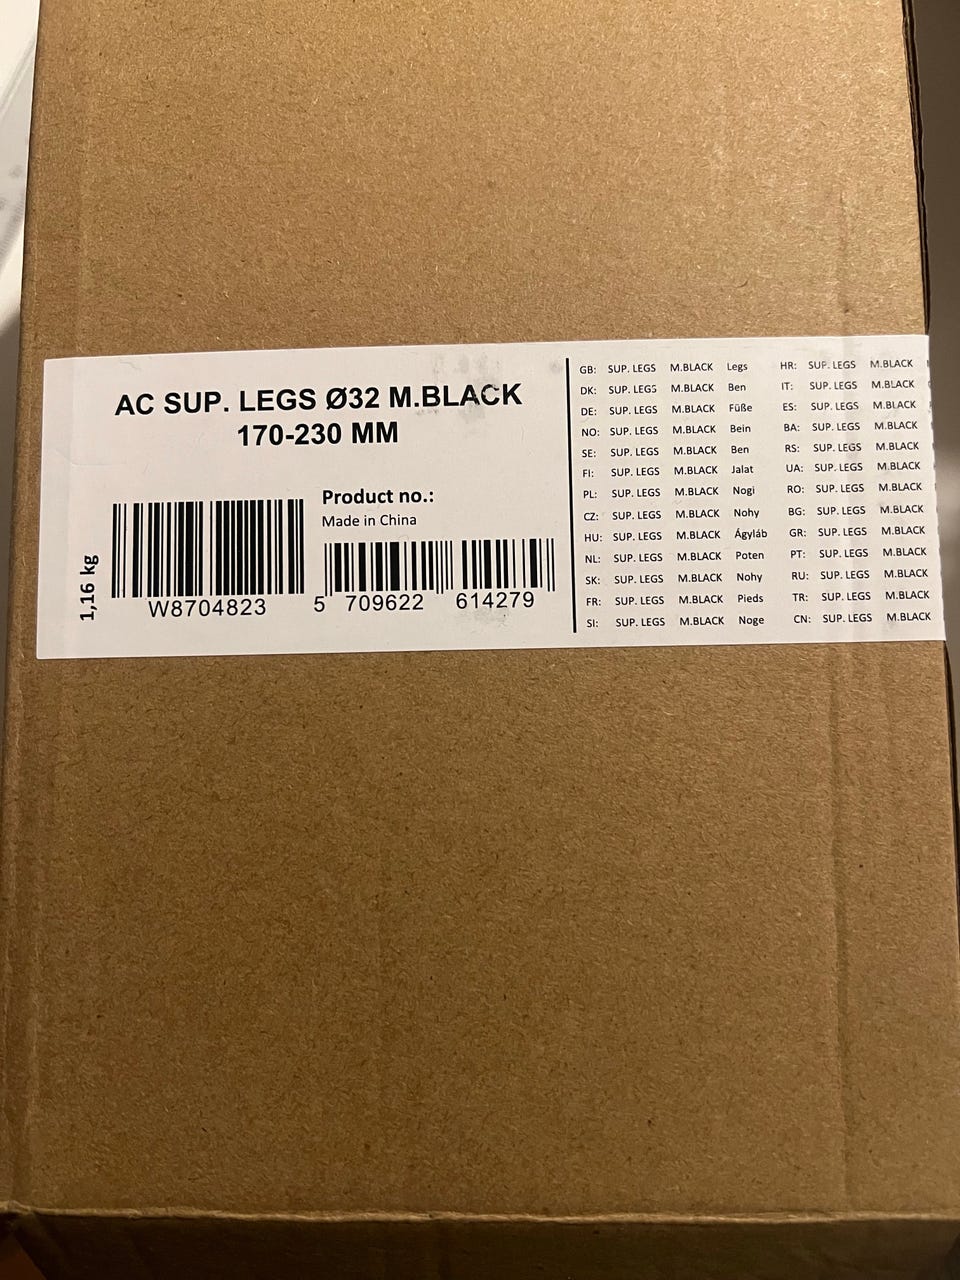 AC SUP. LEGS Ø32 M.BLACK
170-230 MM
Product no.:
Made in China
1,16 kg
W8704823
5 709622 614279
GB: SUP. LEGS M.BLACK Legs
DK: SUP. LEGS M.BLACK Ben
DE: SUP. LEGS M.BLACK Füße
NO: SUP. LEGS M.BLACK Bein
SE: SUP. LEGS M.BLACK Ben
FI: SUP. LEGS M.BLACK Jalat
PL: SUP. LEGS M.BLACK Nogi
CZ: SUP. LEGS M.BLACK Nohy
HU: SUP. LEGS M.BLACK Ágyláb
NL: SUP. LEGS M.BLACK Poten
SK: SUP. LEGS M.BLACK Nohy
FR: SUP. LEGS M.BLACK Pieds
SI: SUP. LEGS M.BLACK Noge
HR: SUP. LEGS M.BLACK
IT: SUP. LEGS M.BLACK
ES: SUP. LEGS M.BLACK
BA: SUP. LEGS M.BLACK
RS: SUP. LEGS M.BLACK
UA: SUP. LEGS M.BLACK
RO: SUP. LEGS M.BLACK
BG: SUP. LEGS M.BLACK
GR: SUP. LEGS M.BLACK
PT: SUP. LEGS M.BLACK
RU: SUP. LEGS M.BLACK
TR: SUP. LEGS M.BLACK
CN: SUP. LEGS M.BLACK